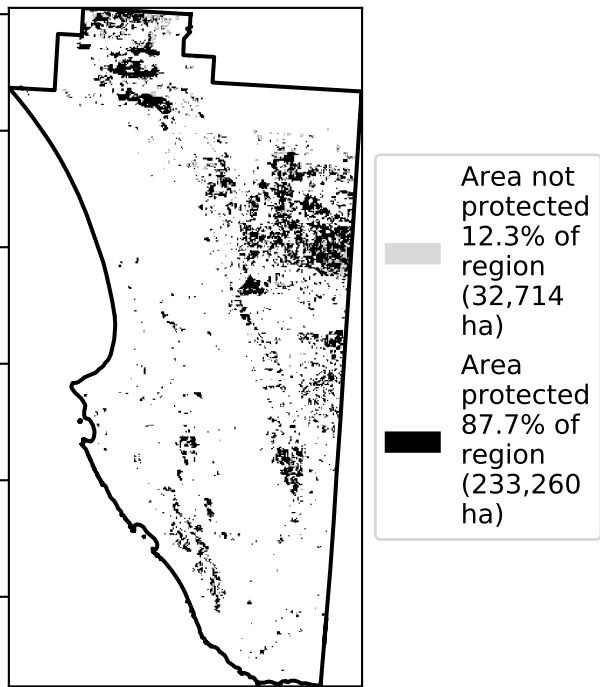 Area not
protected
12.3% of
region
(32,714
ha)
Area
protected
87.7% of
region
(233,260
ha)